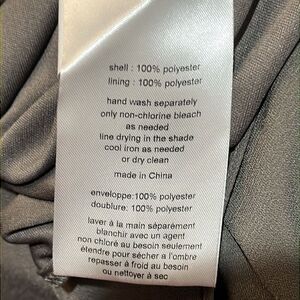 shell : 100% polyester
lining : 100% polyester
hand wash separately
only non-chlorine bleach
as needed
line drying in the shade
cool iron as needed
or dry clean
made in China
enveloppe:100% polyester
doublure: 100% polyester
laver à la main séparément
blanchir avec un agent
non chloré au besoin seulement
étendre pour sécher a l'ombre
repasser à froid au besoin
ou nettoyer à sec